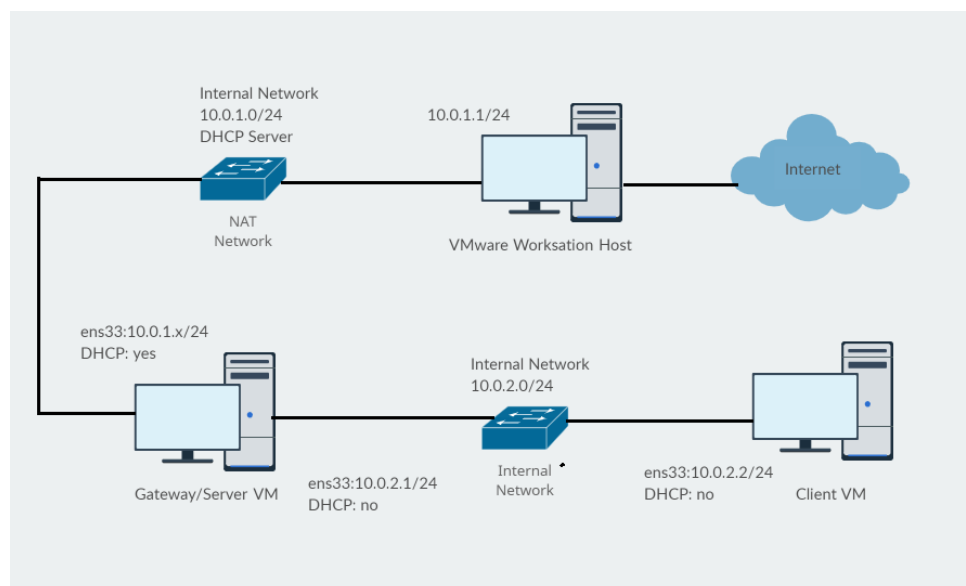 Internal Network
10.0.1.0/24
DHCP Server
10.0.1.1/24
Internet
NAT
Network
VMware Worksation Host
ens33:10.0.1.x/24
DHCP: yes
Internal Network
10.0.2.0/24
Gateway/Server VM
ens33:10.0.2.1/24
DHCP: no
Internal
Network
ens33:10.0.2.2/24
DHCP: no
Client VM